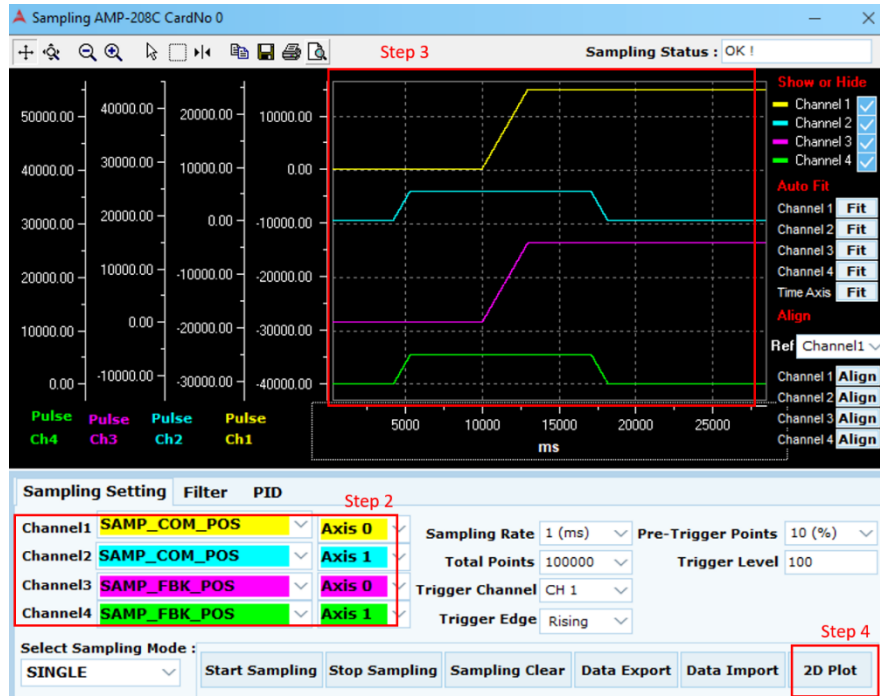 Sampling AMP-208C CardNo 0
Step 3
Sampling Status : OK !
50000.00
40000.00
30000.00
20000.00
10000.00
0.00
40000.00
30000.00
20000.00
10000.00
0.00
-10000.00
20000.00
10000.00
0.00
-10000.00
-20000.00
-30000.00
10000.00
0.00
-10000.00
-20000.00
-30000.00
-40000.00
Pulse Pulse Pulse Pulse
Ch4 Ch3 Ch2 Ch1
5000 10000 15000 20000 25000
ms
Show or Hide
Channel 1
Channel 2
Channel 3
Channel 4
Auto Fit
Channel 1 Fit
Channel 2 Fit
Channel 3 Fit
Channel 4 Fit
Time Axis Fit
Align
Ref Channel1
Channel 1 Align
Channel 2 Align
Channel 3 Align
Channel 4 Align
Sampling Setting Filter PID
Step 2
Channel1 SAMP_COM_POS Axis 0
Channel2 SAMP_COM_POS Axis 1
Channel3 SAMP_FBK_POS Axis 0
Channel4 SAMP_FBK_POS Axis 1
Sampling Rate 1 (ms) Pre-Trigger Points 10 (%)
Total Points 100000 Trigger Level 100
Trigger Channel CH 1
Trigger Edge Rising
Step 4
Select Sampling Mode :
SINGLE
Start Sampling Stop Sampling Sampling Clear Data Export Data Import 2D Plot